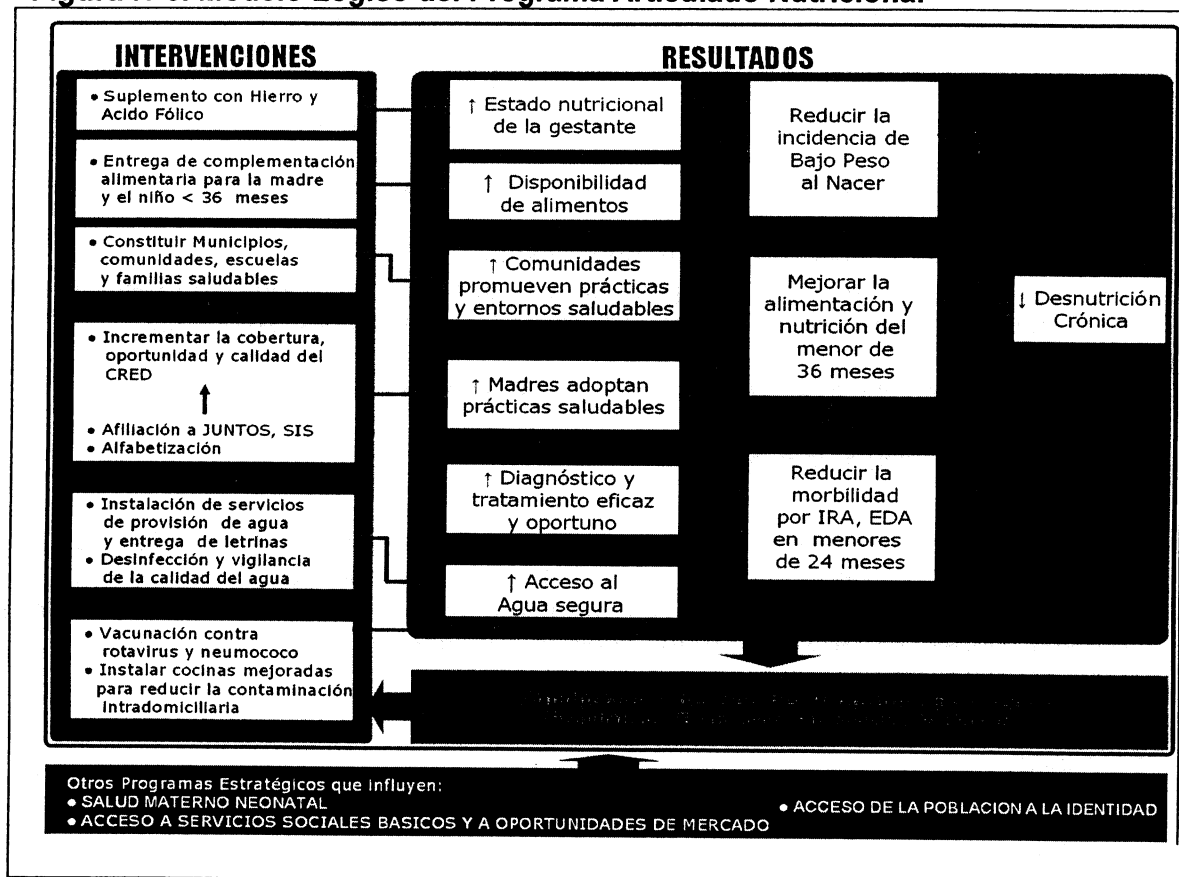 Modelo Lógico del Programa Articulado Nutricional
INTERVENCIONES
• Suplemento con Hierro y
Acido Fólico
• Entrega de complementación
alimentaria para la madre
y el niño < 36 meses
• Constituir Municipios,
comunidades, escuelas
y familias saludables
• Incrementar la cobertura,
oportunidad y calidad del
CRED
• Afiliación a JUNTOS, SIS
• Alfabetización
• Instalación de servicios
de provisión de agua
y entrega de letrinas
• Desinfección y vigilancia
de la calidad del agua
• Vacunación contra
rotavirus y neumococo
• Instalar cocinas mejoradas
para reducir la contaminación
intradomiciliaria
RESULTADOS
↑ Estado nutricional
de la gestante
↑ Disponibilidad
de alimentos
↑ Comunidades
promueven prácticas
y entornos saludables
↑ Madres adoptan
prácticas saludables
↑ Diagnóstico y
tratamiento eficaz
y oportuno
↑ Acceso al
Agua segura
Reducir la
incidencia de
Bajo Peso
al Nacer
Mejorar la
alimentación y
nutrición del
menor de
36 meses
Reducir la
morbilidad
por IRA, EDA
en menores
de 24 meses
↓ Desnutrición
Crónica
Otros Programas Estratégicos que influyen:
• SALUD MATERNO NEONATAL
• ACCESO A SERVICIOS SOCIALES BASICOS Y A OPORTUNIDADES DE MERCADO
• ACCESO DE LA POBLACION A LA IDENTIDAD